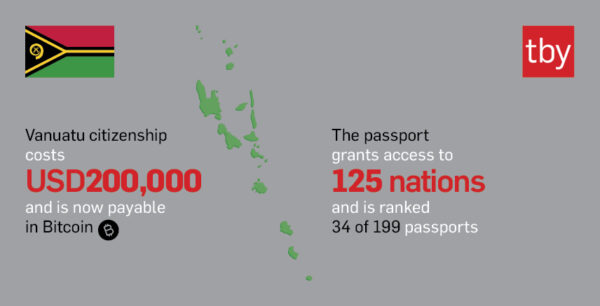 tby
Vanuatu citizenship
costs
USD200,000
and is now payable
in Bitcoin
The passport
grants access to
125 nations
and is ranked
34 of 199 passports